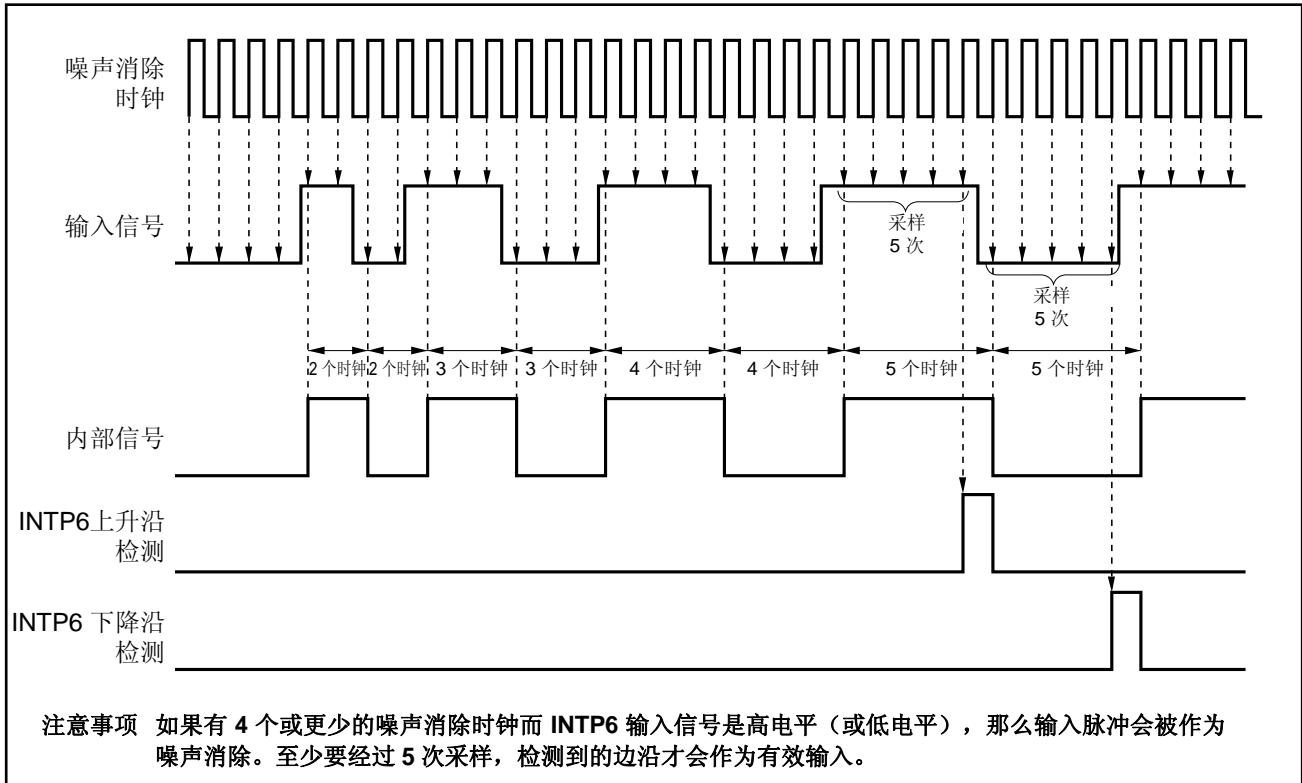 噪声消除
时钟
输入信号
采样
5 次
采样
5 次
2 个时钟 2 个时钟 3 个时钟 3 个时钟 4 个时钟 4 个时钟 5 个时钟 5 个时钟
内部信号
INTP6上升沿
检测
INTP6 下降沿
检测
注意事项 如果有 4 个或更少的噪声消除时钟而 INTP6 输入信号是高电平（或低电平），那么输入脉冲会被作为
噪声消除。至少要经过 5 次采样，检测到的边沿才会作为有效输入。